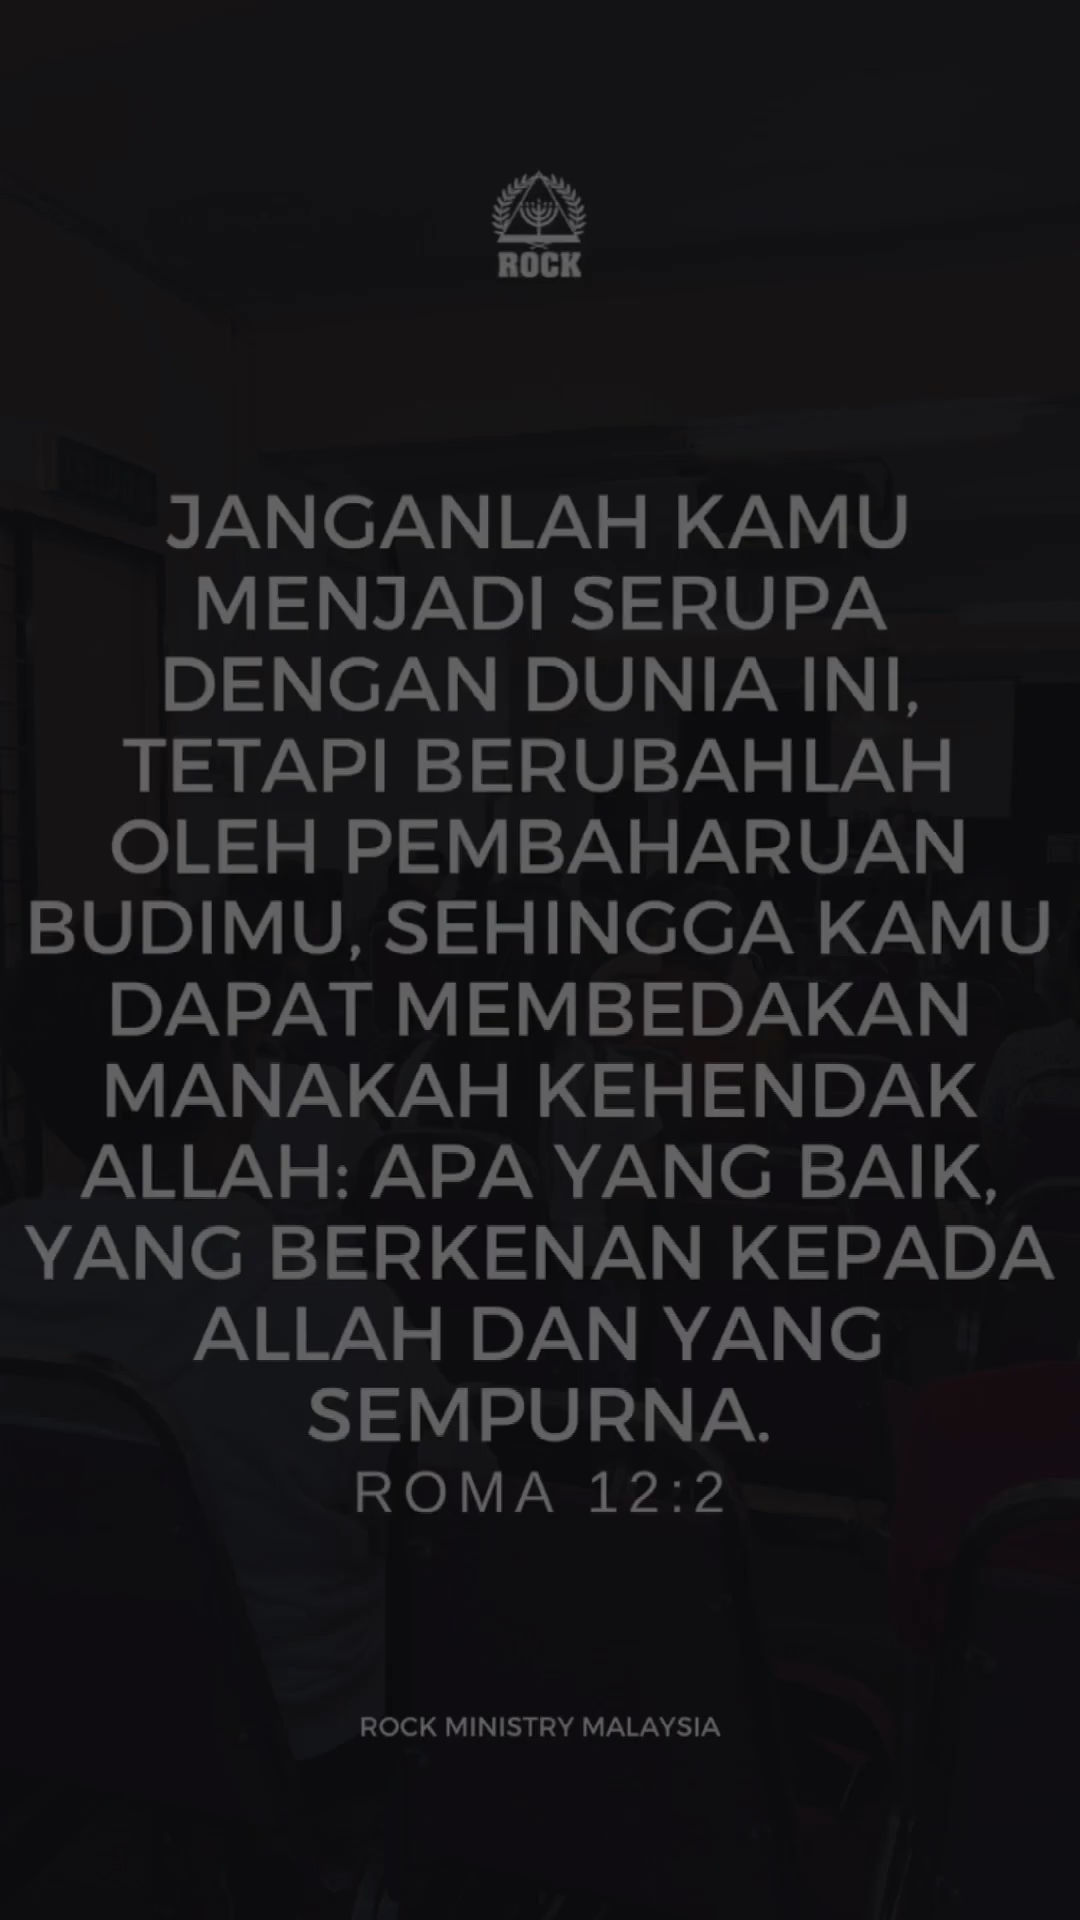 ROCK
JANGANLAH KAMU
MENJADI SERUPA
DENGAN DUNIA INI,
TETAPI BERUBAHLAH
OLEH PEMBAHARUAN
BUDIMU, SEHINGGA KAMU
DAPAT MEMBEDAKAN
MANAKAH KEHENDAK
ALLAH: APA YANG BAIK,
YANG BERKENAN KEPADA
ALLAH DAN YANG
SEMPURNA.
ROMA 12:2
ROCK MINISTRY MALAYSIA